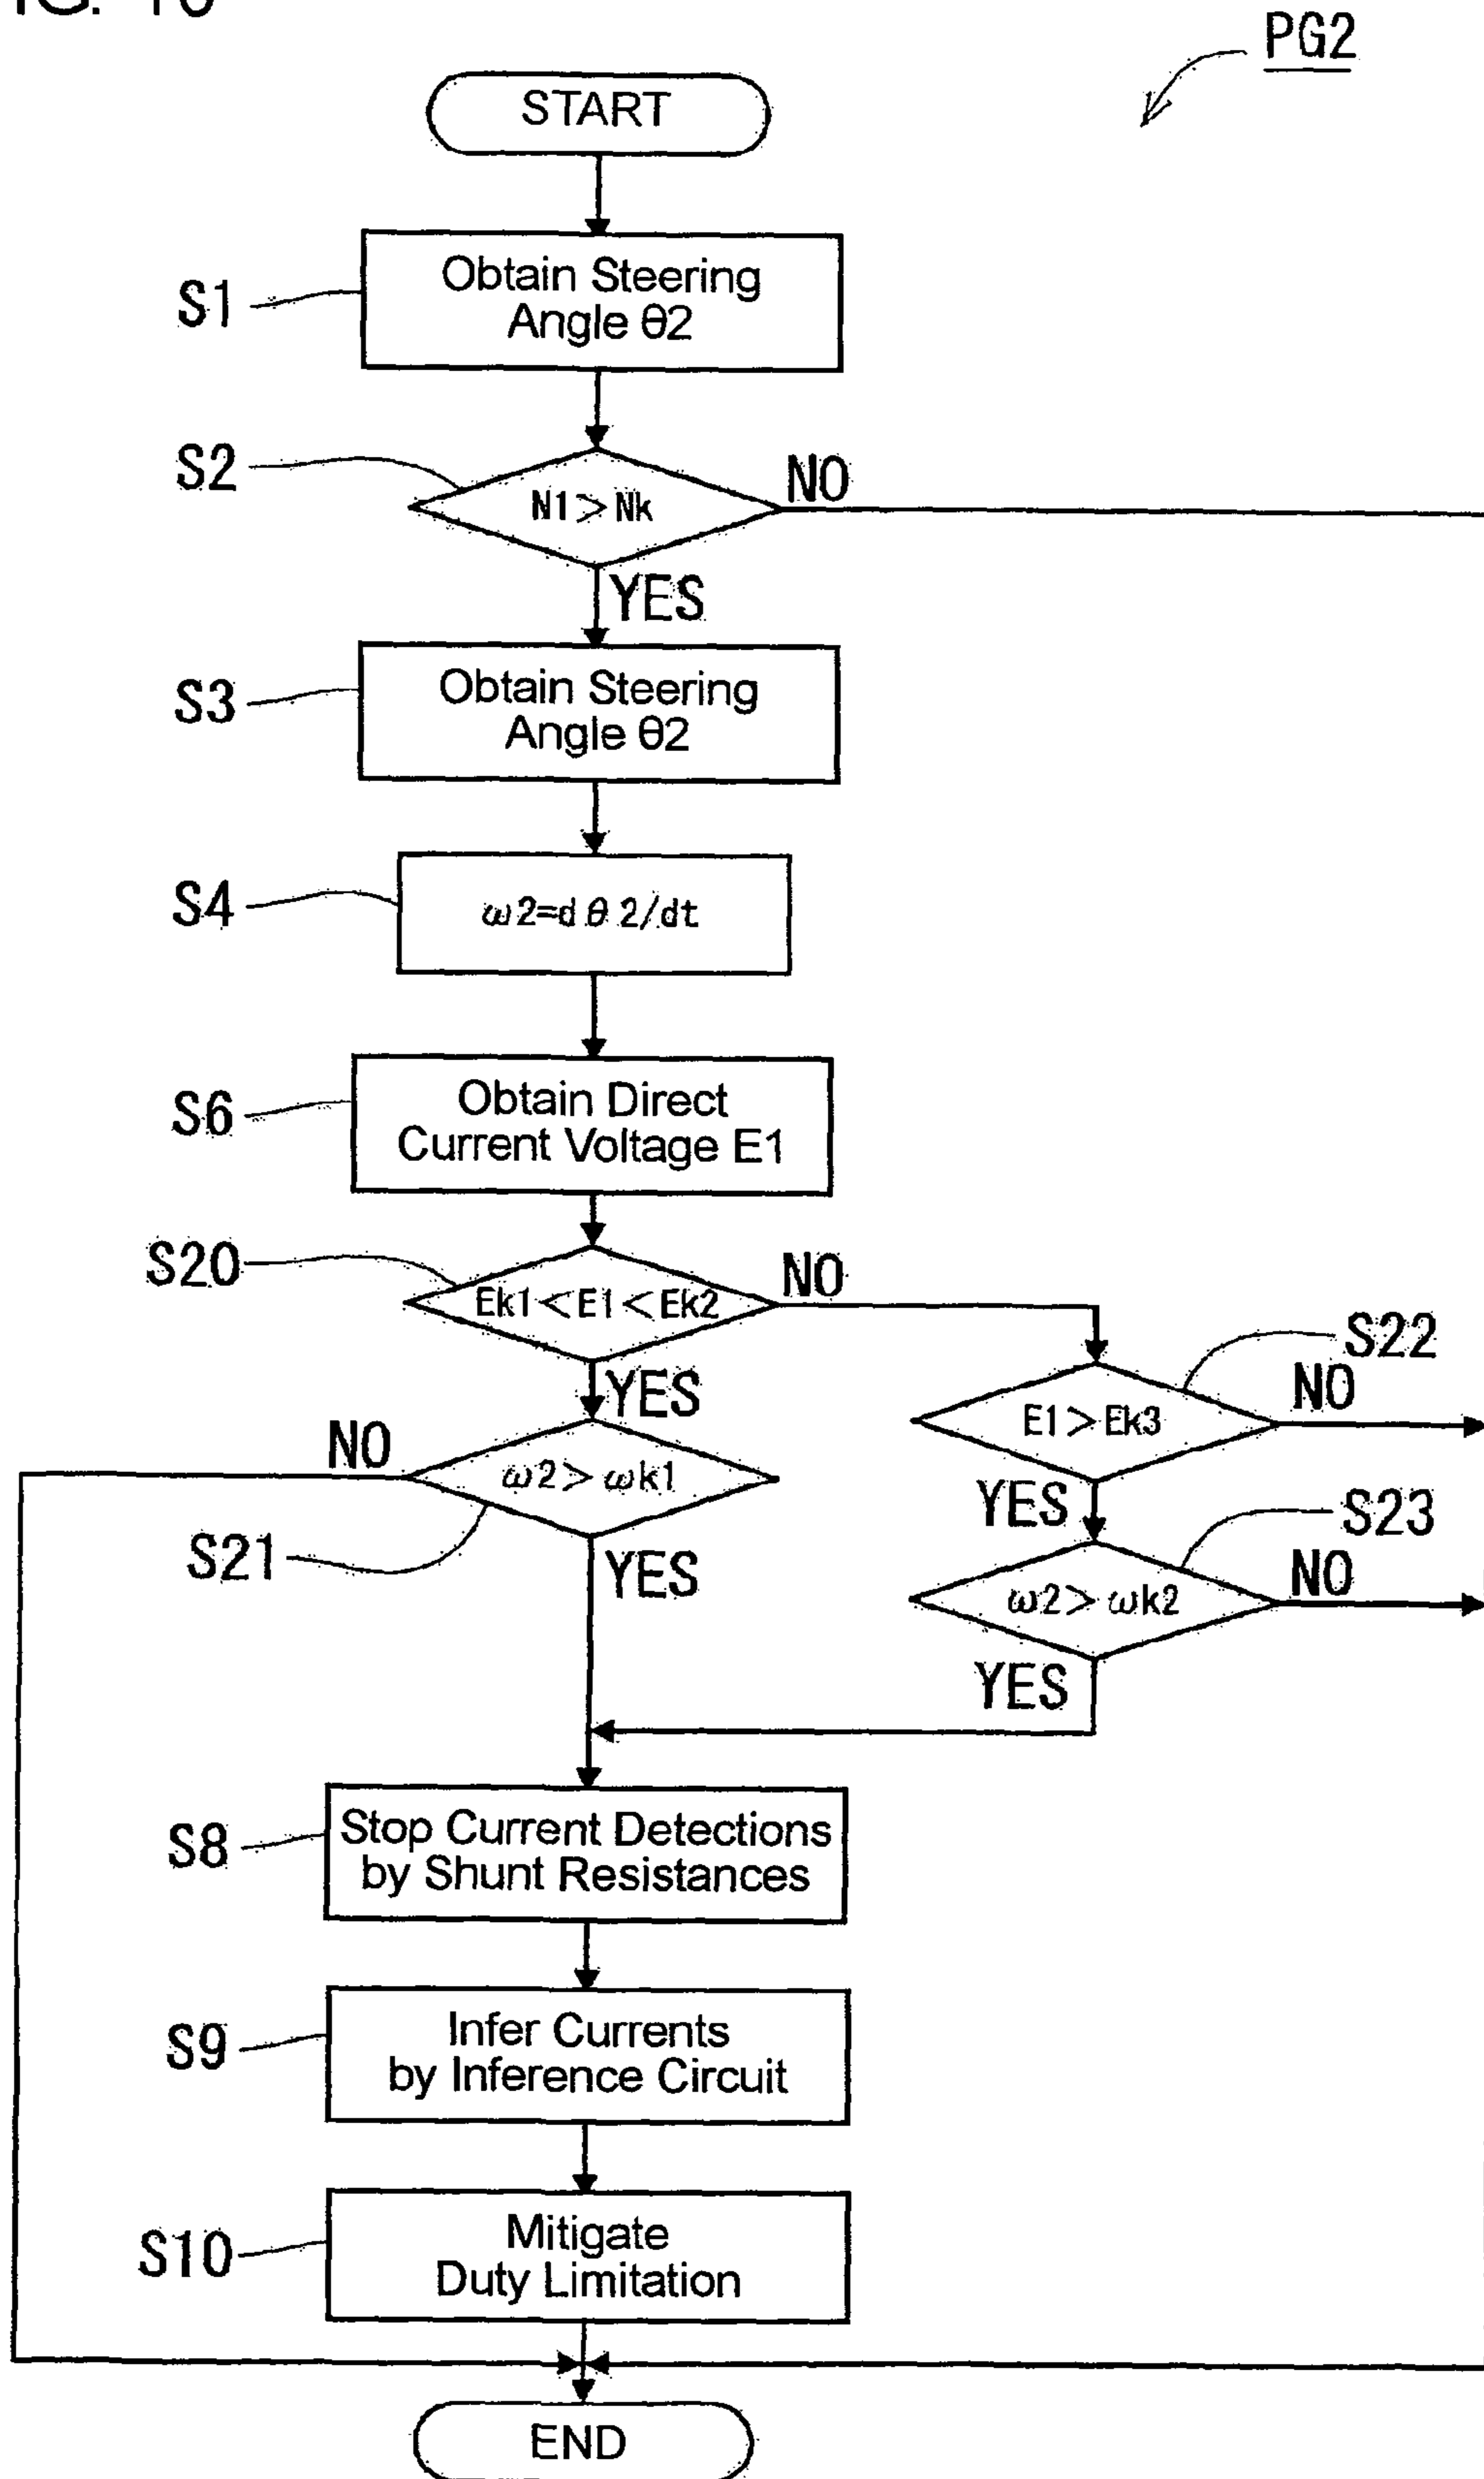 PG2
START
S1
Obtain Steering
Angle θ2
S2
N1>Nk
NO
YES
S3
Obtain Steering
Angle θ2
S4
ω2=dθ2/dt
S6
Obtain Direct
Current Voltage E1
S20
Ek1<E1<Ek2
NO
YES
S22
E1>Ek3
NO
YES
NO
ω2>ωk1
S21
YES
S23
ω2>ωk2
NO
YES
S8
Stop Current Detections
by Shunt Resistances
S9
Infer Currents
by Inference Circuit
S10
Mitigate
Duty Limitation
END